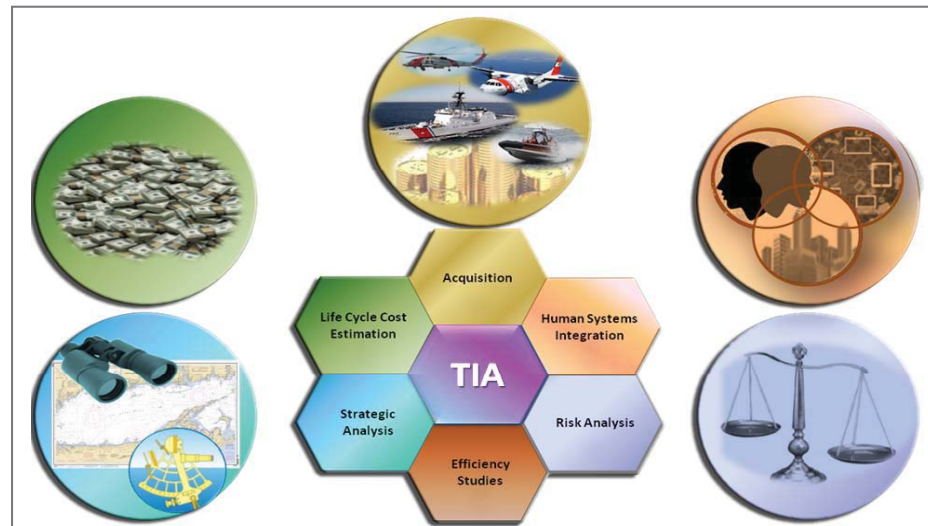 Acquisition
Life Cycle Cost
Estimation
Human Systems
Integration
TIA
Strategic
Analysis
Risk Analysis
Efficiency
Studies